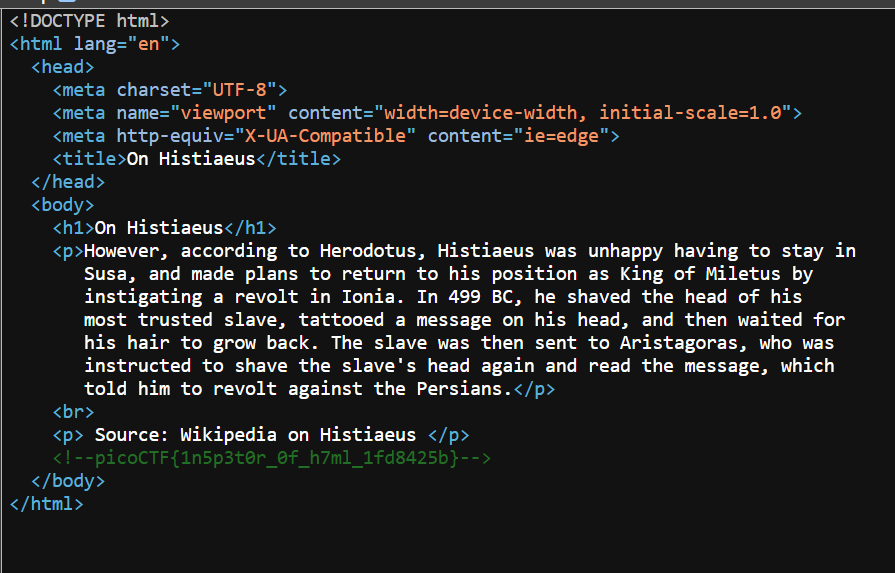 <!DOCTYPE html>
<html lang="en">
  <head>
    <meta charset="UTF-8">
    <meta name="viewport" content="width=device-width, initial-scale=1.0">
    <meta http-equiv="X-UA-Compatible" content="ie=edge">
    <title>On Histiaeus</title>
  </head>
  <body>
    <h1>On Histiaeus</h1>
    <p>However, according to Herodotus, Histiaeus was unhappy having to stay in
       Susa, and made plans to return to his position as King of Miletus by
       instigating a revolt in Ionia. In 499 BC, he shaved the head of his
       most trusted slave, tattooed a message on his head, and then waited for
       his hair to grow back. The slave was then sent to Aristagoras, who was
       instructed to shave the slave's head again and read the message, which
       told him to revolt against the Persians.</p>
    <br>
    <p> Source: Wikipedia on Histiaeus </p>
    <!--picoCTF{1n5p3t0r_0f_h7ml_1fd8425b}-->
  </body>
</html>